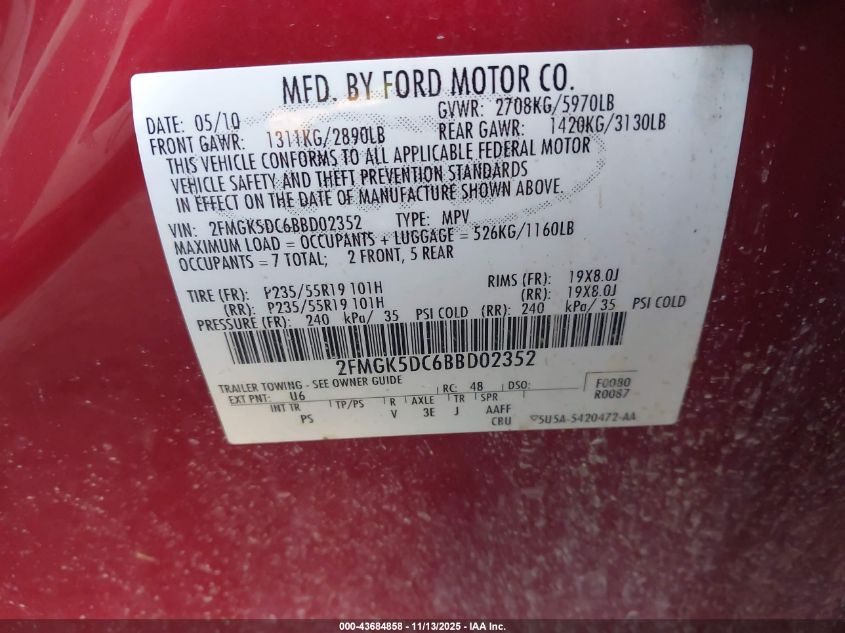 MFD. BY FORD MOTOR CO.
DATE: 05/10 GVWR: 2708KG/5970LB
FRONT GAWR: 1311KG/2890LB REAR GAWR: 1420KG/3130LB
THIS VEHICLE CONFORMS TO ALL APPLICABLE FEDERAL MOTOR
VEHICLE SAFETY AND THEFT PREVENTION STANDARDS
IN EFFECT ON THE DATE OF MANUFACTURE SHOWN ABOVE.
VIN: 2FMGK5DC6BBD02352 TYPE: MPV
MAXIMUM LOAD = OCCUPANTS + LUGGAGE = 526KG/1160LB
OCCUPANTS = 7 TOTAL; 2 FRONT, 5 REAR
TIRE (FR): P235/55R19 101H RIMS (FR): 19X8.0J
(RR): P235/55R19 101H (RR): 19X8.0J
PRESSURE (FR): 240 kPa/ 35 PSI COLD (RR): 240 kPa/ 35 PSI COLD
2FMGK5DC6BBD02352
TRAILER TOWING - SEE OWNER GUIDE
EXT PNT: U6 RC: 48 DSO: F0080
INT TR TP/PS R AXLE TR SPR R0087
PS V 3E J AAFF
CBU 5U5A-5420472-AA
000-43684858 - 11/13/2025 - IAA Inc.